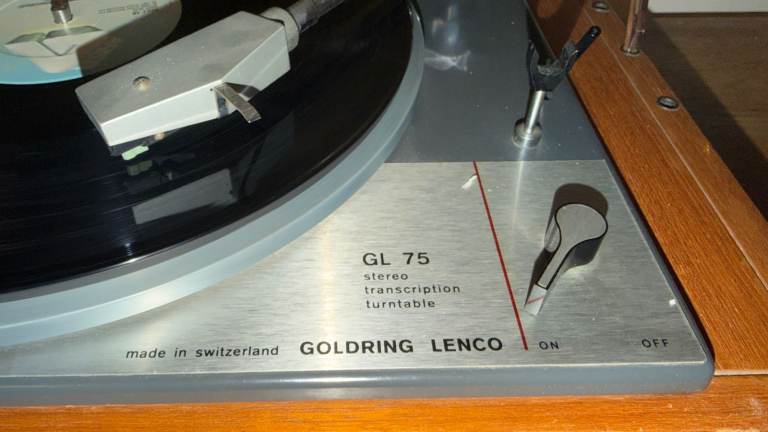 GL 75
stereo
transcription
turntable
made in switzerland GOLDRING LENCO
ON OFF